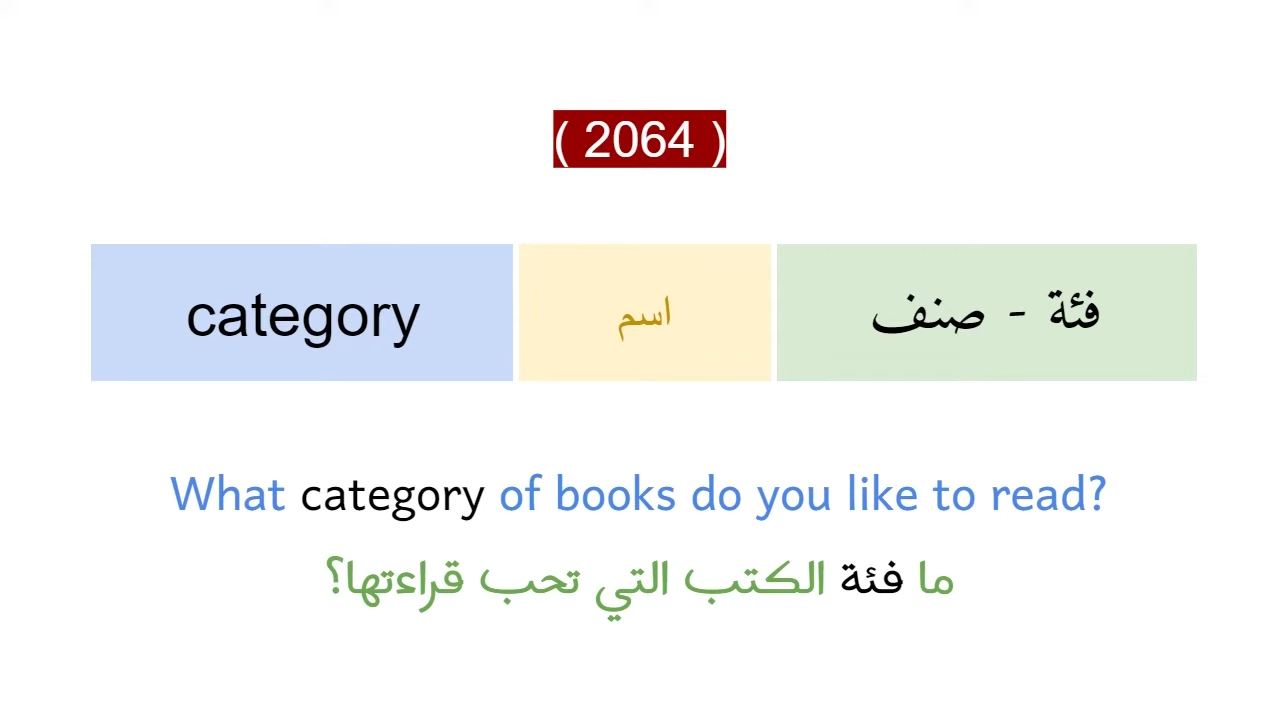 ( 2064 )
category
اسم
فئة - صنف
What category of books do you like to read?
ما فئة الكتب التي تحب قراءتها؟